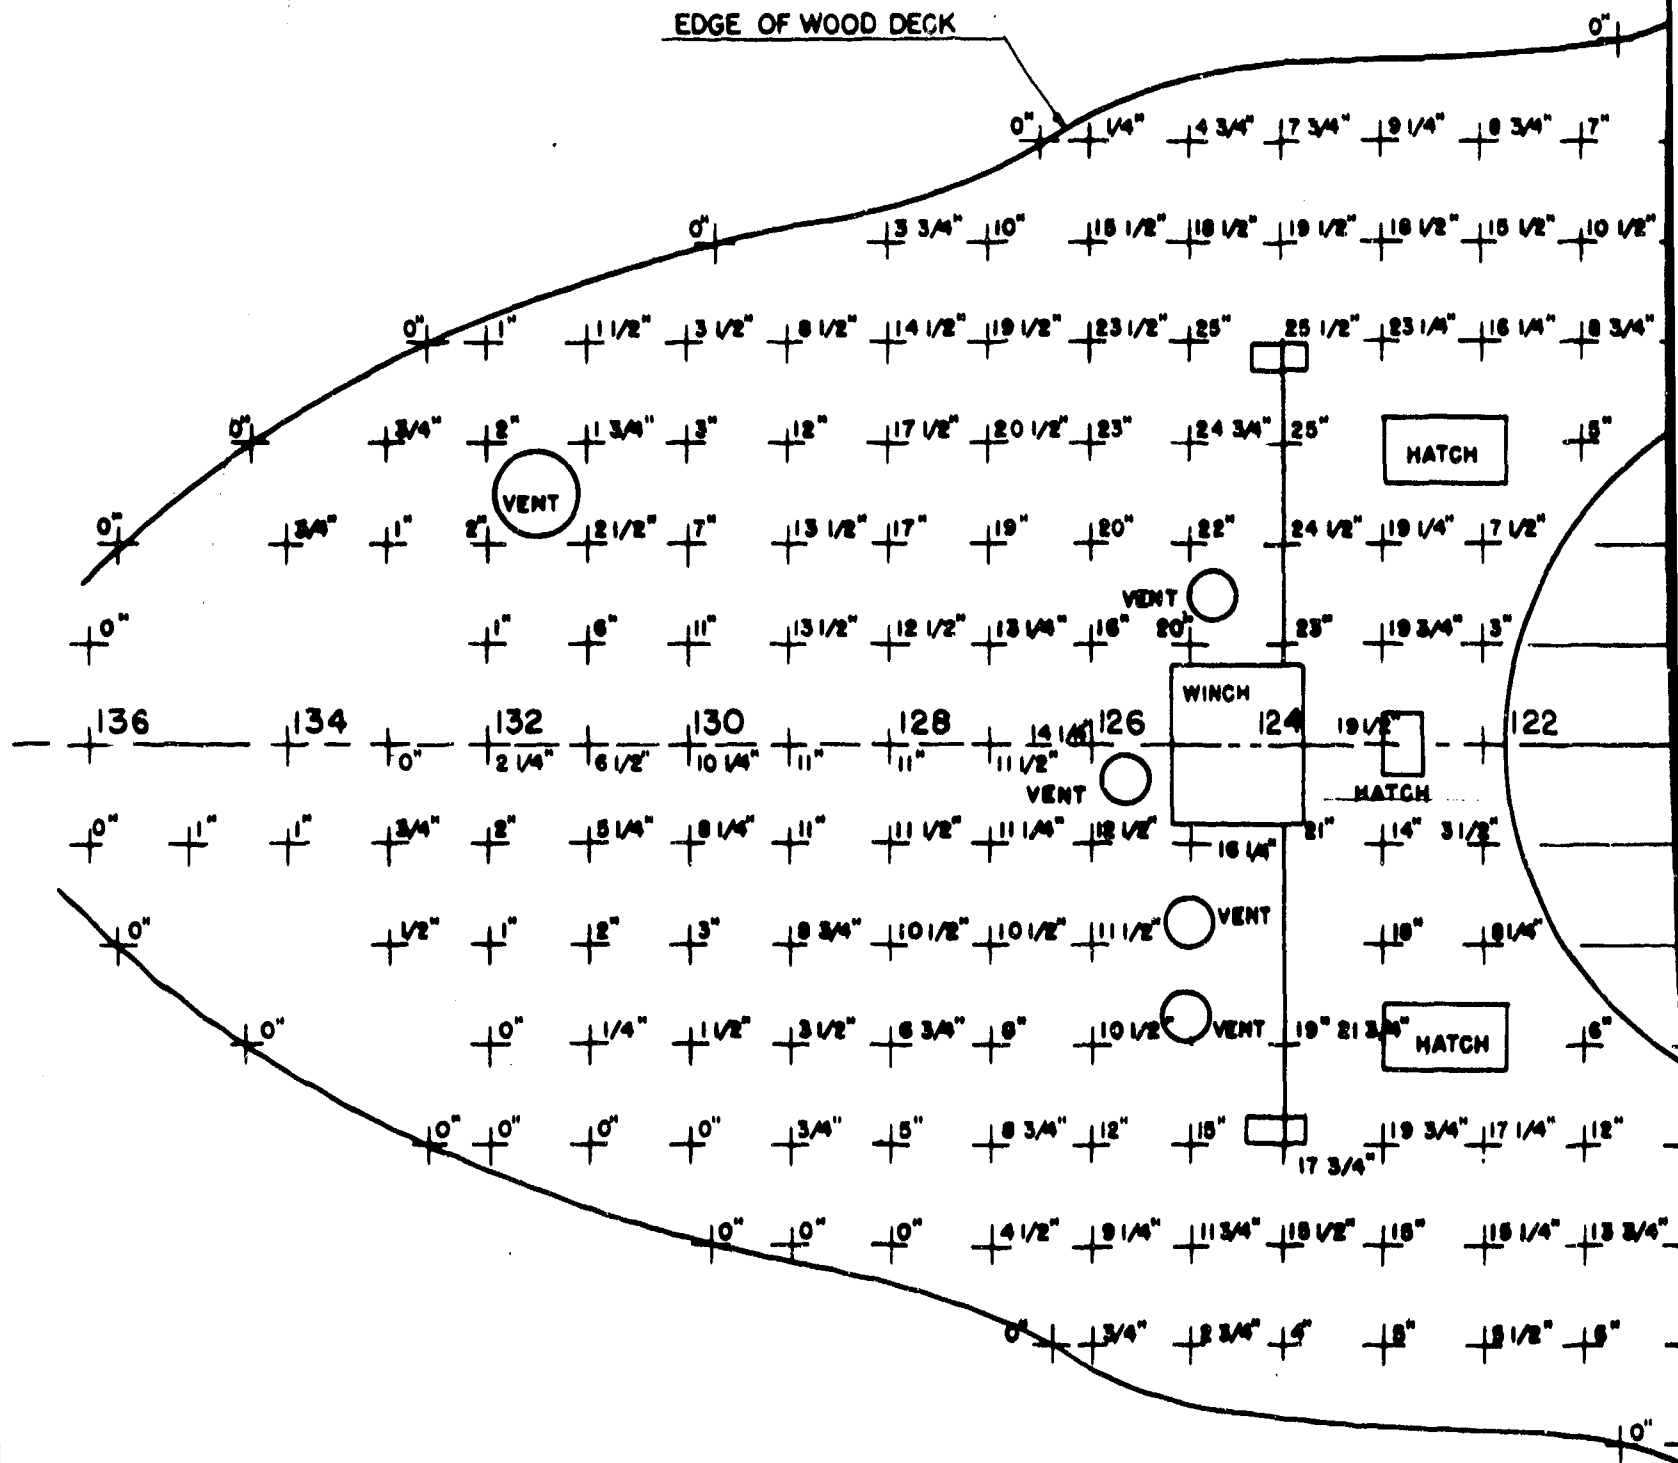 EDGE OF WOOD DECK
0"
0" 1/4" 4 3/4" 7 3/4" 9 1/4" 8 3/4" 7"
0" 3 3/4" 10" 15 1/2" 18 1/2" 19 1/2" 18 1/2" 15 1/2" 10 1/2"
0" 1" 1 1/2" 3 1/2" 8 1/2" 14 1/2" 19 1/2" 23 1/2" 25" 25 1/2" 23 1/4" 16 1/4" 8 3/4"
0" 3/4" 2" 1 3/4" 3" 12" 17 1/2" 20 1/2" 23" 24 3/4" 25" 5"
HATCH
VENT
0" 3/4" 1" 2" 2 1/2" 7" 13 1/2" 17" 19" 20" 22" 24 1/2" 19 1/4" 7 1/2"
VENT
0" 1" 6" 11" 13 1/2" 12 1/2" 13 1/4" 16" 20" 23" 19 3/4" 3"
WINCH
136 134 132 130 128 14 1/4" 126 124 19 1/2" 122
0" 2 1/4" 6 1/2" 10 1/4" 11" 11" 11 1/2"
VENT HATCH
0" 1" 1" 3/4" 2" 5 1/4" 8 1/4" 11" 11 1/2" 11 1/4" 12 1/2" 16 1/4" 21" 14" 3 1/2"
VENT
0" 1/2" 1" 2" 3" 8 3/4" 10 1/2" 10 1/2" 11 1/2" 18" 8 1/4"
0" 0" 1/4" 1 1/2" 3 1/2" 6 3/4" 9" 10 1/2" VENT 19" 21 3/4" HATCH 6"
0" 0" 0" 0" 3/4" 5" 8 3/4" 12" 15" 19 3/4" 17 1/4" 12"
17 3/4"
0" 0" 0" 4 1/2" 9 1/4" 11 3/4" 15 1/2" 15 1/4" 13 3/4"
0" 3/4" 2 3/4" 4" 5 1/2"
0"